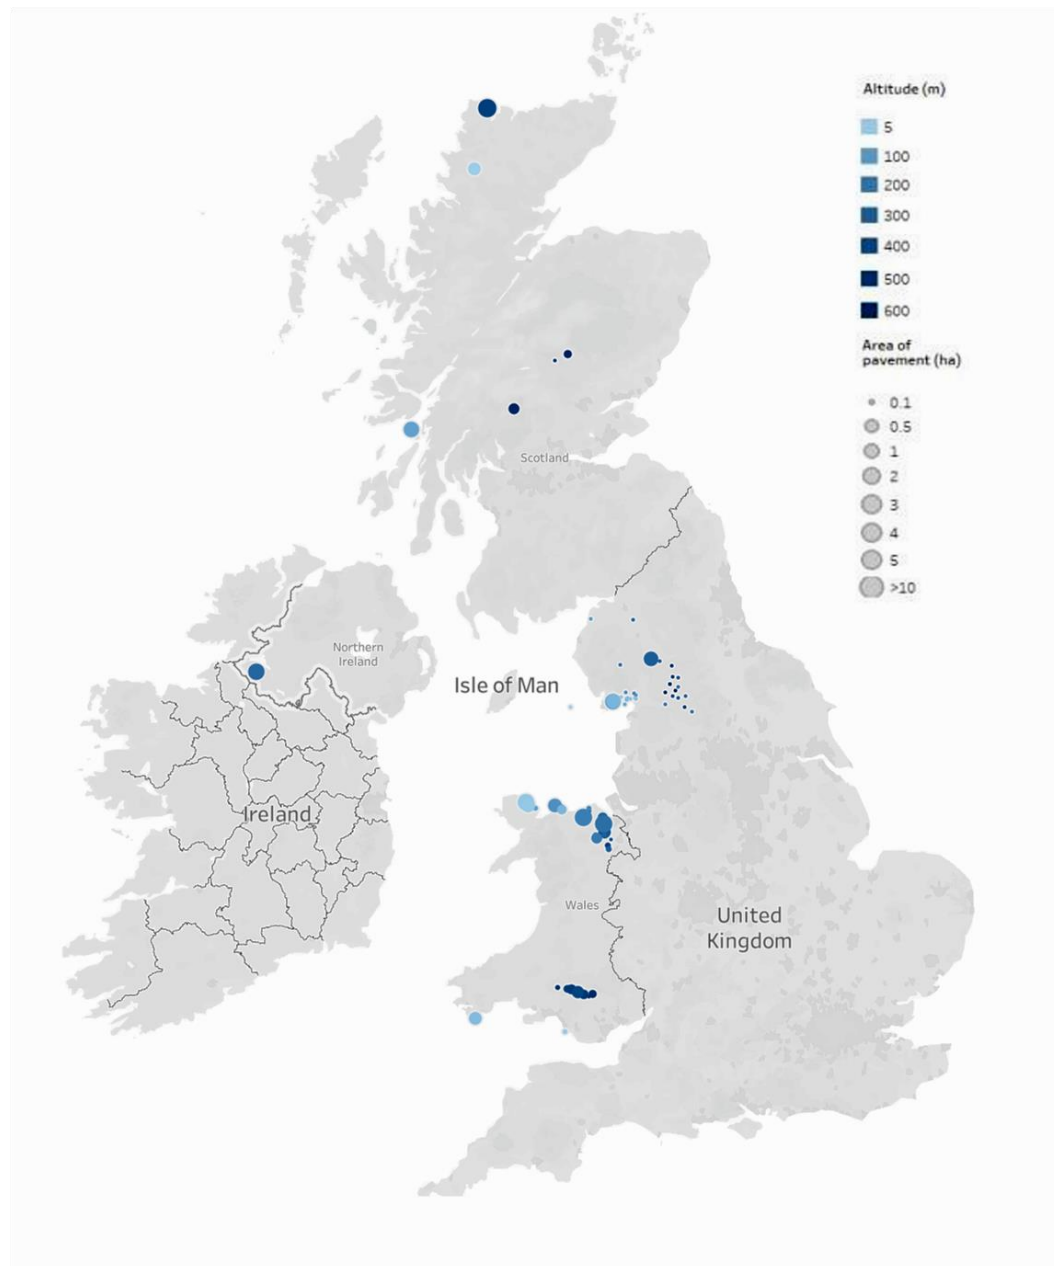 Altitude (m)
5
100
200
300
400
500
600
Area of
pavement (ha)
0.1
0.5
1
2
3
4
5
>10
Scotland
Northern
Ireland
Isle of Man
Ireland
Wales
United
Kingdom